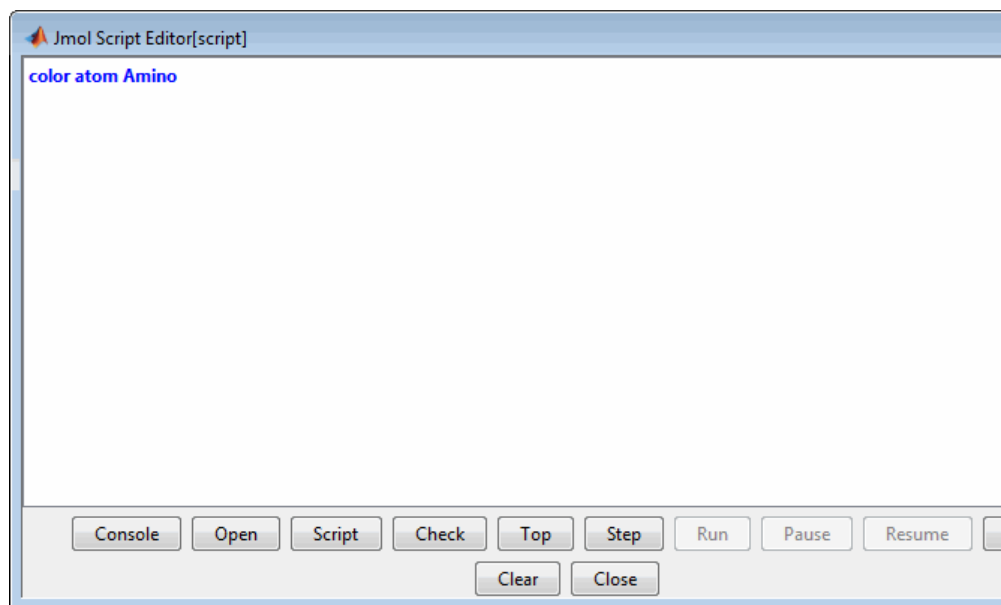 Jmol Script Editor[script]
color atom Amino
Console Open Script Check Top Step Run Pause Resume
Clear Close